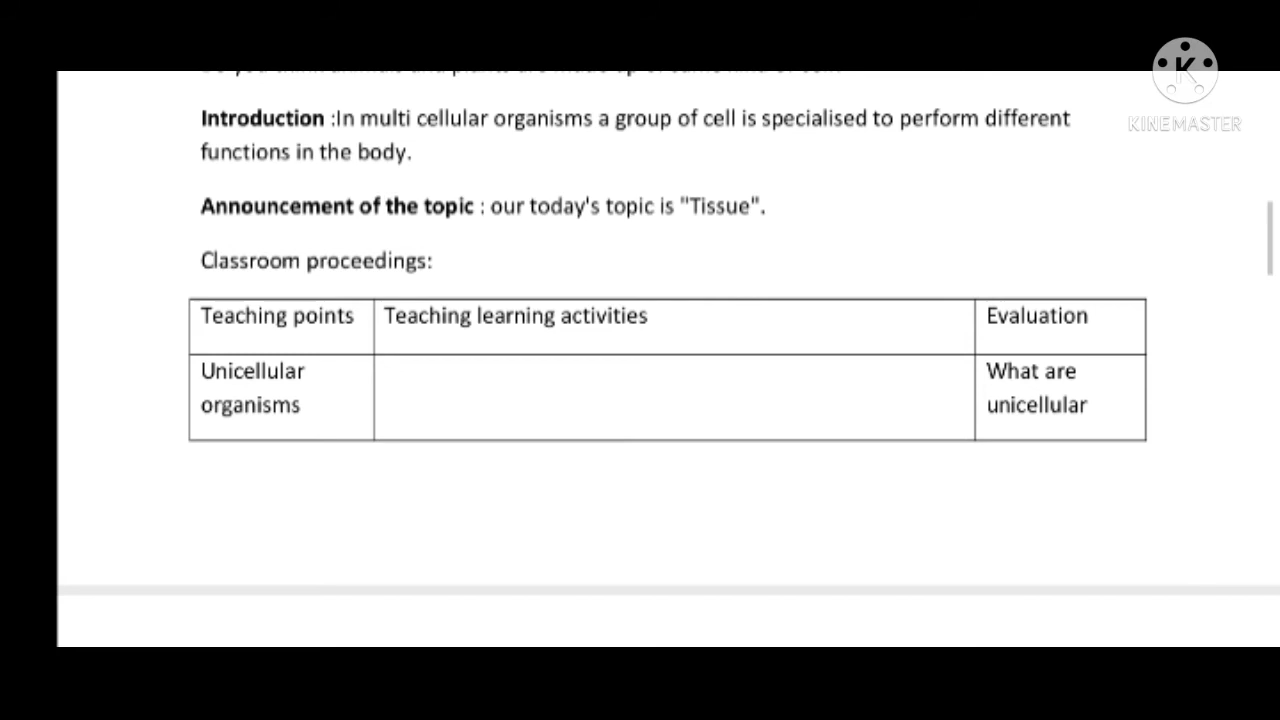 Introduction :In multi cellular organisms a group of cell is specialised to perform different
functions in the body.
Announcement of the topic : our today's topic is "Tissue".
Classroom proceedings:
Teaching points Teaching learning activities Evaluation
Unicellular What are
organisms unicellular
K
KINEMASTER